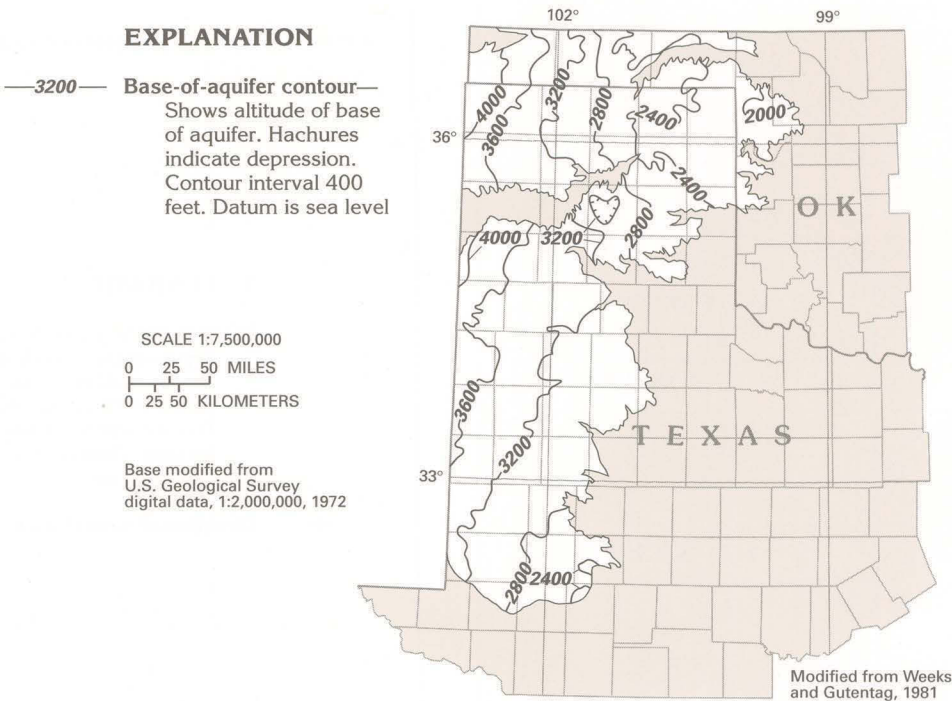 EXPLANATION
—3200— Base-of-aquifer contour—
Shows altitude of base
of aquifer. Hachures
indicate depression.
Contour interval 400
feet. Datum is sea level
SCALE 1:7,500,000
0 25 50 MILES
0 25 50 KILOMETERS
Base modified from
U.S. Geological Survey
digital data, 1:2,000,000, 1972
102° 99°
4000
3600
3200
2800
2400
2000
36°
2400
2800
4000 3200
O K
3600
3200
T E X A S
33°
2800
2400
Modified from Weeks
and Gutentag, 1981